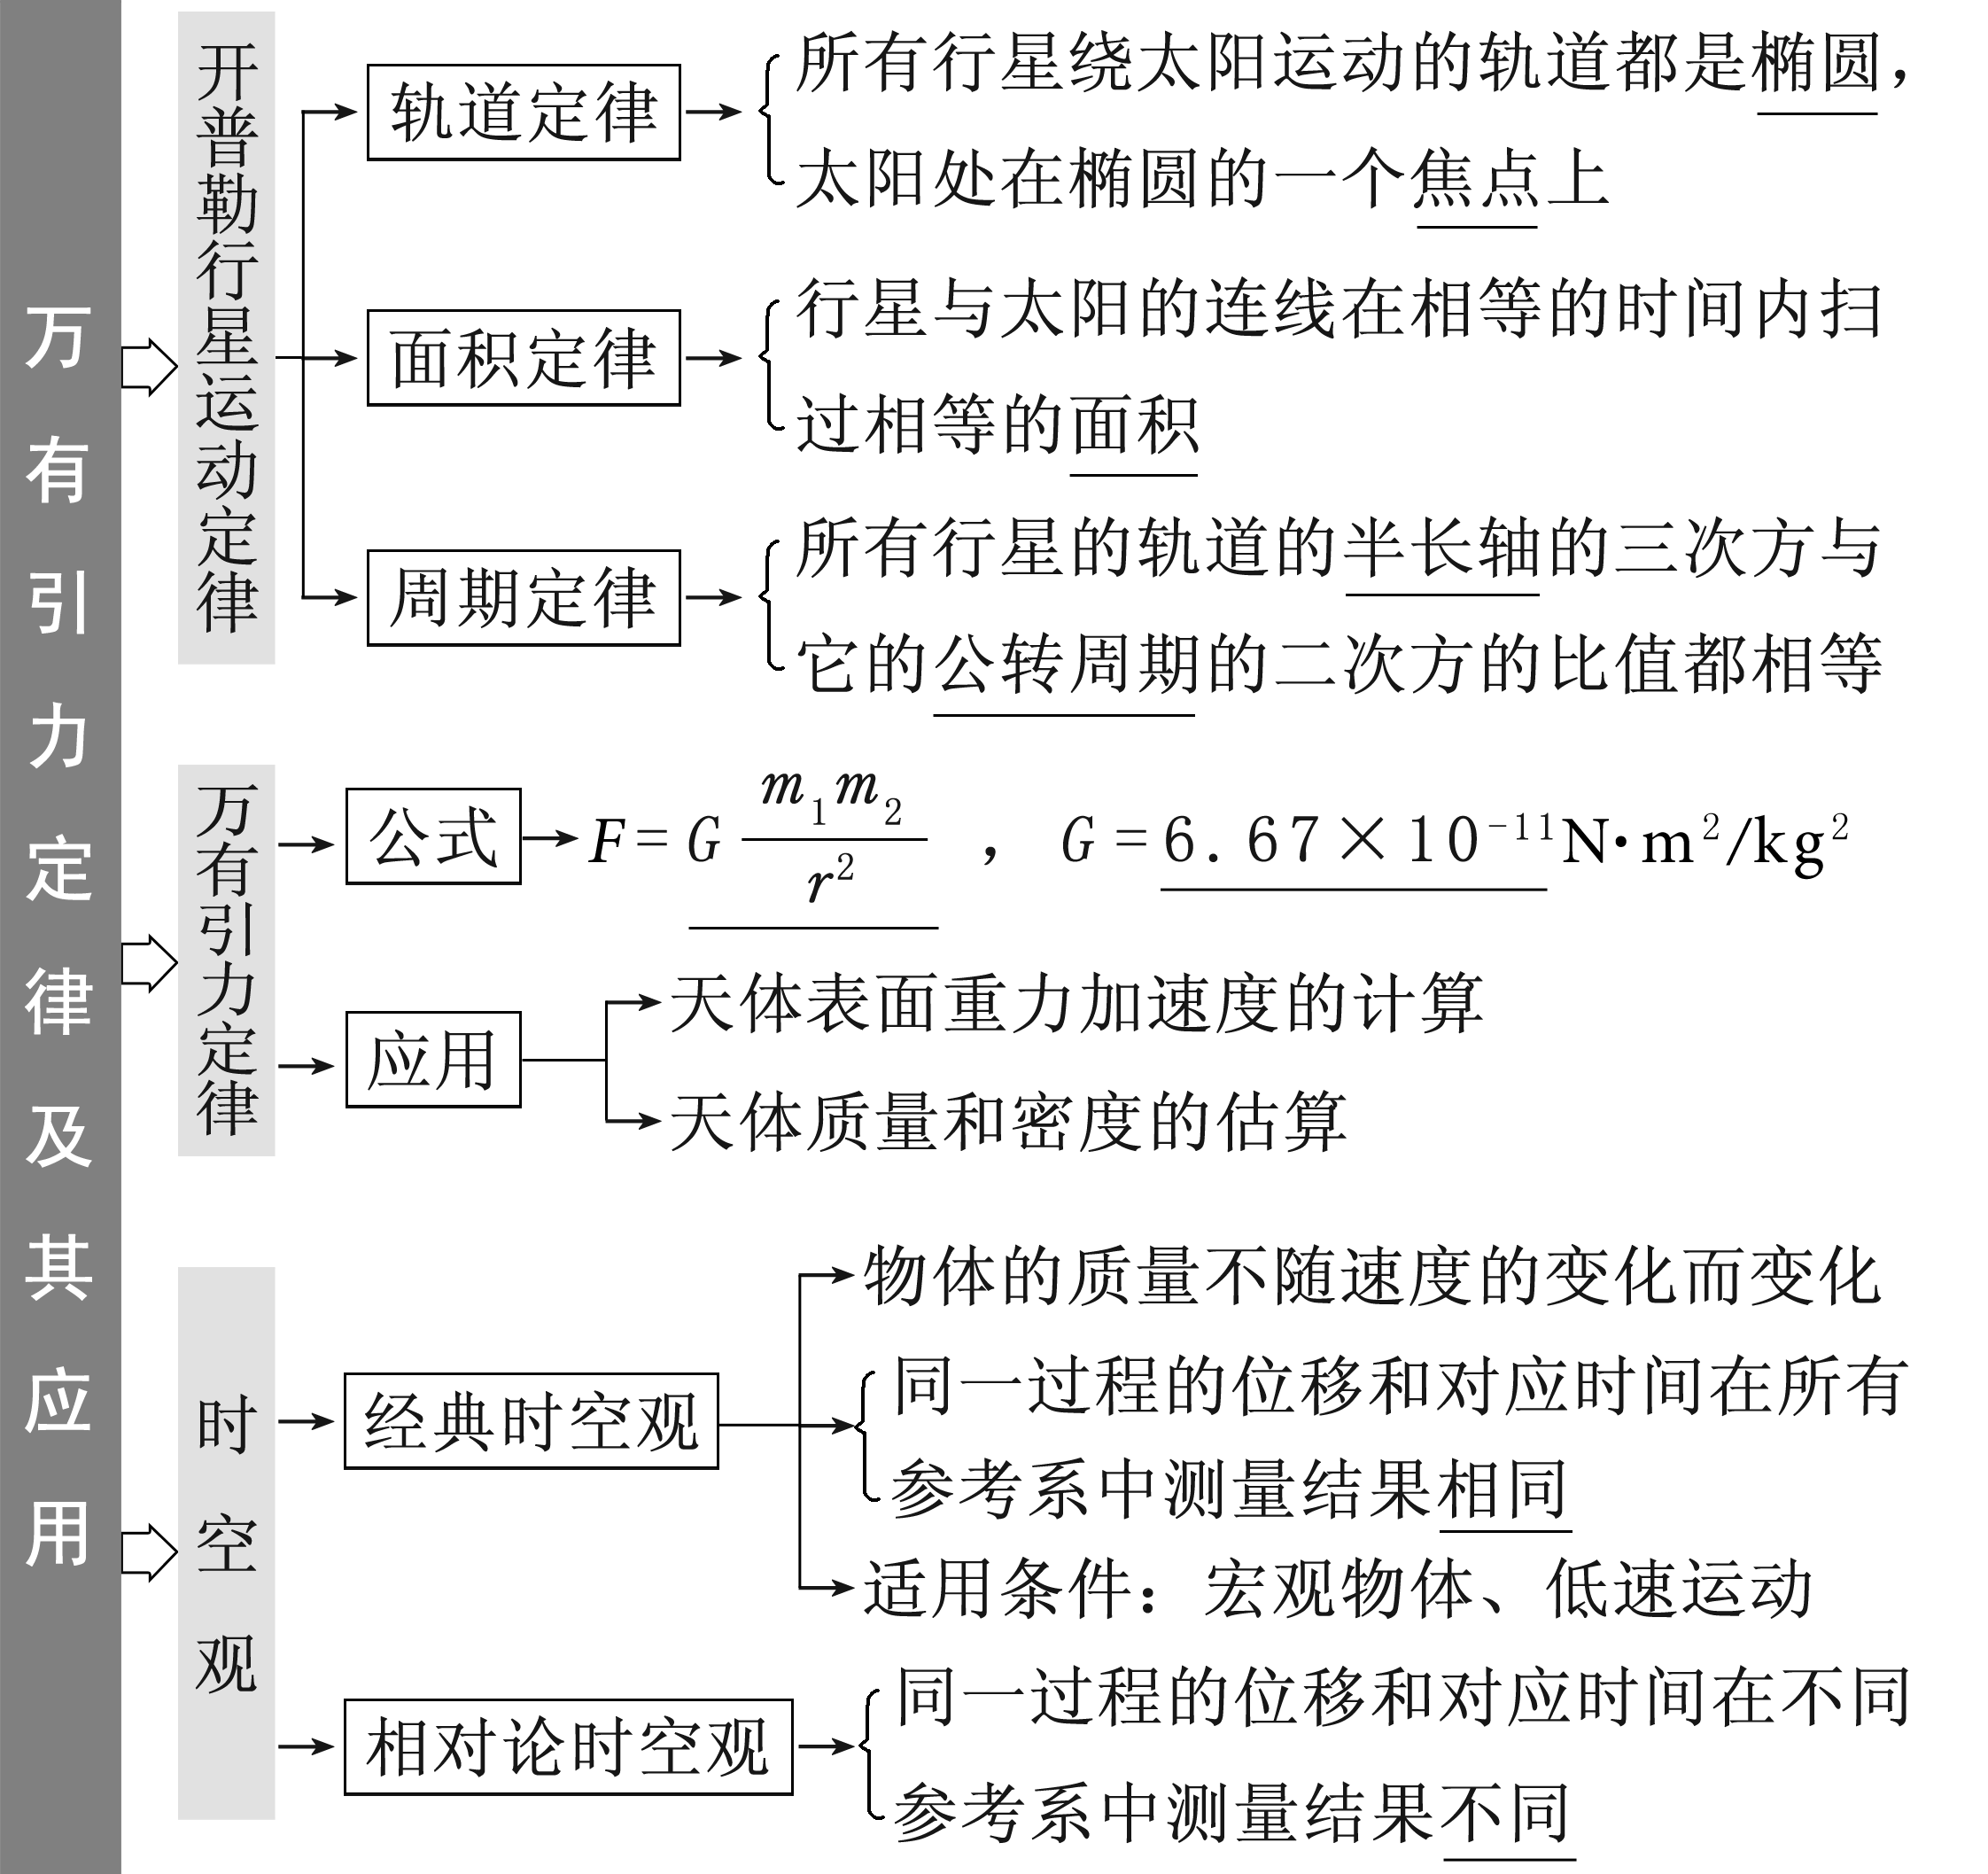 万有引力定律及其应用
开普勒行星运动定律
轨道定律
所有行星绕太阳运动的轨道都是椭圆，
太阳处在椭圆的一个焦点上
面积定律
行星与太阳的连线在相等的时间内扫
过相等的面积
周期定律
所有行星的轨道的半长轴的三次方与
它的公转周期的二次方的比值都相等
万有引力定律
公式
F=G m₁m₂/r²，G=6.67×10⁻¹¹N·m²/kg²
应用
天体表面重力加速度的计算
天体质量和密度的估算
时空观
经典时空观
物体的质量不随速度的变化而变化
同一过程的位移和对应时间在所有
参考系中测量结果相同
适用条件：宏观物体、低速运动
相对论时空观
同一过程的位移和对应时间在不同
参考系中测量结果不同